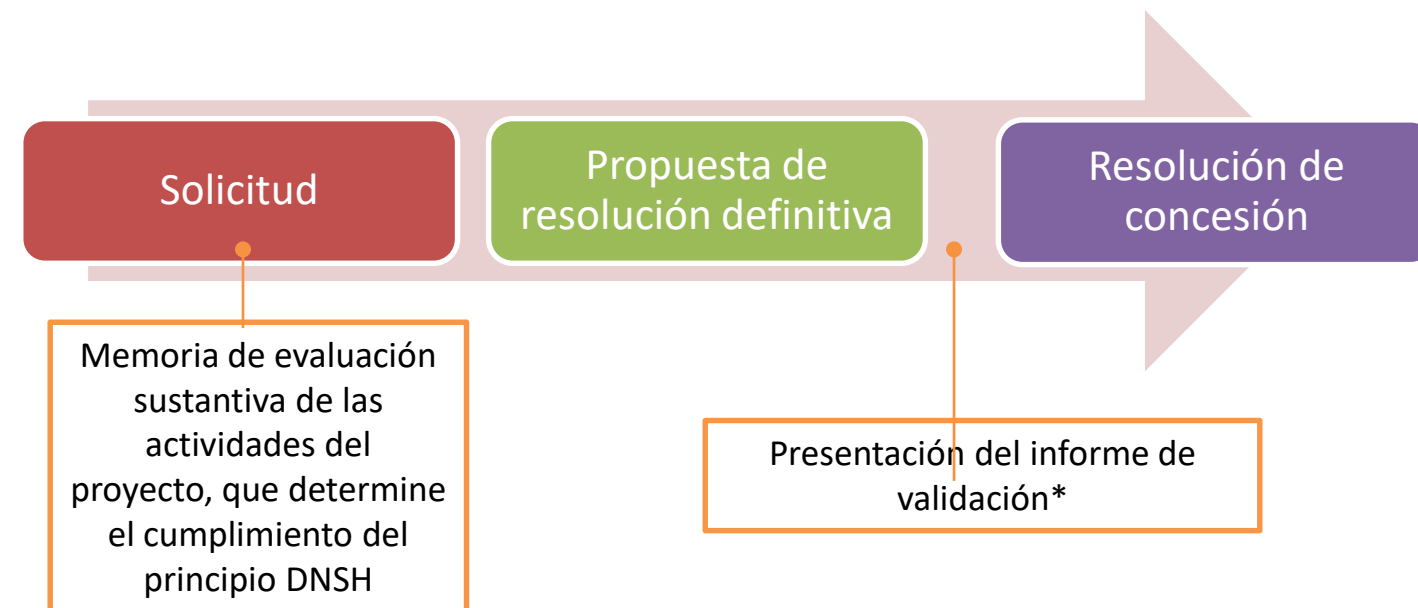 Solicitud
Propuesta de
resolución definitiva
Resolución de
concesión
Memoria de evaluación
sustantiva de las
actividades del
proyecto, que determine
el cumplimiento del
principio DNSH
Presentación del informe de
validación*